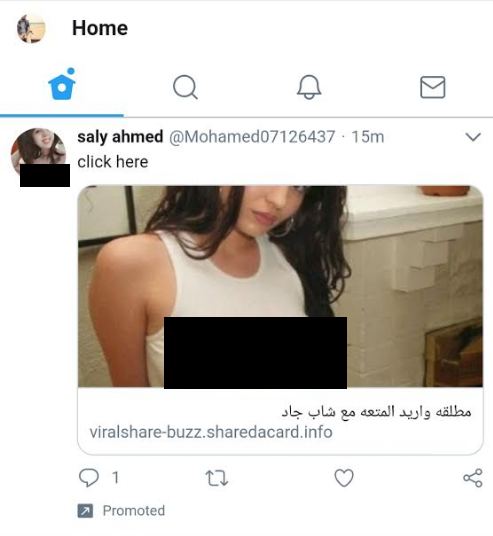 Home
saly ahmed @Mohamed07126437 · 15m
click here
مطلقه واريد المتعه مع شاب جاد
viralshare-buzz.sharedacard.info
1
Promoted